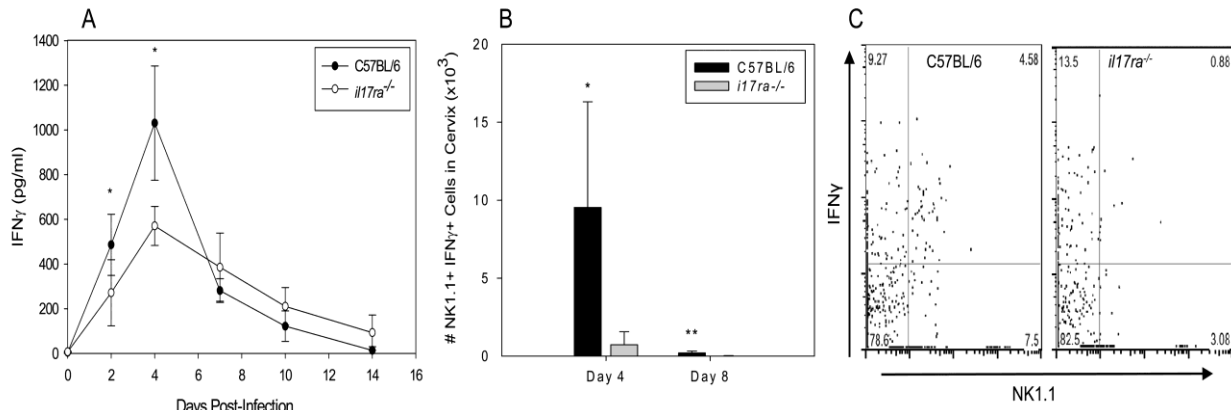 A
IFNγ (pg/ml)
1400
1200
1000
800
600
400
200
0
0 2 4 6 8 10 12 14 16
Days Post-Infection
*
*
C57BL/6
il17ra-/-
B
# NK1.1+ IFNγ+ Cells in Cervix (x10³)
20
15
10
5
0
Day 4 Day 8
*
**
C57BL/6
i17ra-/-
C
IFNγ
9.27 C57BL/6 4.58
78.6 7.5
13.5 il17ra-/- 0.88
82.5 3.08
NK1.1